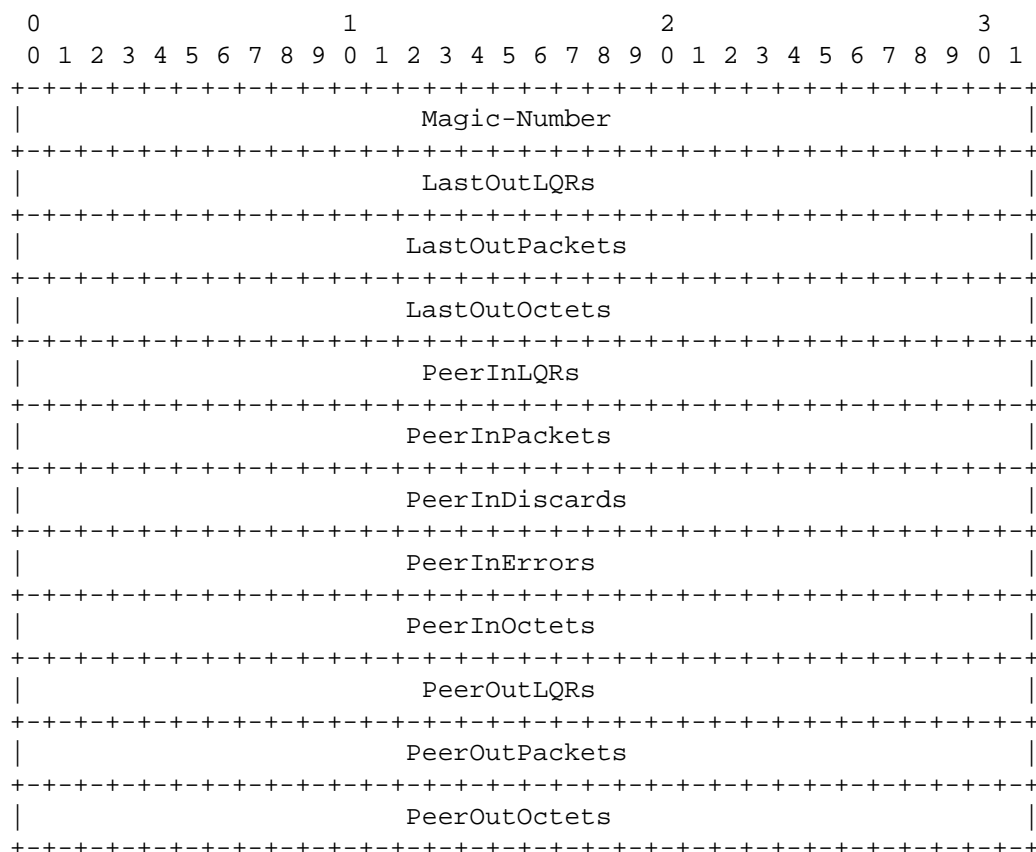 0                   1                   2                   3
 0 1 2 3 4 5 6 7 8 9 0 1 2 3 4 5 6 7 8 9 0 1 2 3 4 5 6 7 8 9 0 1
+-+-+-+-+-+-+-+-+-+-+-+-+-+-+-+-+-+-+-+-+-+-+-+-+-+-+-+-+-+-+-+-+
|                         Magic-Number                          |
+-+-+-+-+-+-+-+-+-+-+-+-+-+-+-+-+-+-+-+-+-+-+-+-+-+-+-+-+-+-+-+-+
|                         LastOutLQRs                           |
+-+-+-+-+-+-+-+-+-+-+-+-+-+-+-+-+-+-+-+-+-+-+-+-+-+-+-+-+-+-+-+-+
|                        LastOutPackets                         |
+-+-+-+-+-+-+-+-+-+-+-+-+-+-+-+-+-+-+-+-+-+-+-+-+-+-+-+-+-+-+-+-+
|                        LastOutOctets                          |
+-+-+-+-+-+-+-+-+-+-+-+-+-+-+-+-+-+-+-+-+-+-+-+-+-+-+-+-+-+-+-+-+
|                         PeerInLQRs                            |
+-+-+-+-+-+-+-+-+-+-+-+-+-+-+-+-+-+-+-+-+-+-+-+-+-+-+-+-+-+-+-+-+
|                        PeerInPackets                          |
+-+-+-+-+-+-+-+-+-+-+-+-+-+-+-+-+-+-+-+-+-+-+-+-+-+-+-+-+-+-+-+-+
|                        PeerInDiscards                         |
+-+-+-+-+-+-+-+-+-+-+-+-+-+-+-+-+-+-+-+-+-+-+-+-+-+-+-+-+-+-+-+-+
|                        PeerInErrors                           |
+-+-+-+-+-+-+-+-+-+-+-+-+-+-+-+-+-+-+-+-+-+-+-+-+-+-+-+-+-+-+-+-+
|                        PeerInOctets                           |
+-+-+-+-+-+-+-+-+-+-+-+-+-+-+-+-+-+-+-+-+-+-+-+-+-+-+-+-+-+-+-+-+
|                         PeerOutLQRs                           |
+-+-+-+-+-+-+-+-+-+-+-+-+-+-+-+-+-+-+-+-+-+-+-+-+-+-+-+-+-+-+-+-+
|                        PeerOutPackets                         |
+-+-+-+-+-+-+-+-+-+-+-+-+-+-+-+-+-+-+-+-+-+-+-+-+-+-+-+-+-+-+-+-+
|                        PeerOutOctets                          |
+-+-+-+-+-+-+-+-+-+-+-+-+-+-+-+-+-+-+-+-+-+-+-+-+-+-+-+-+-+-+-+-+